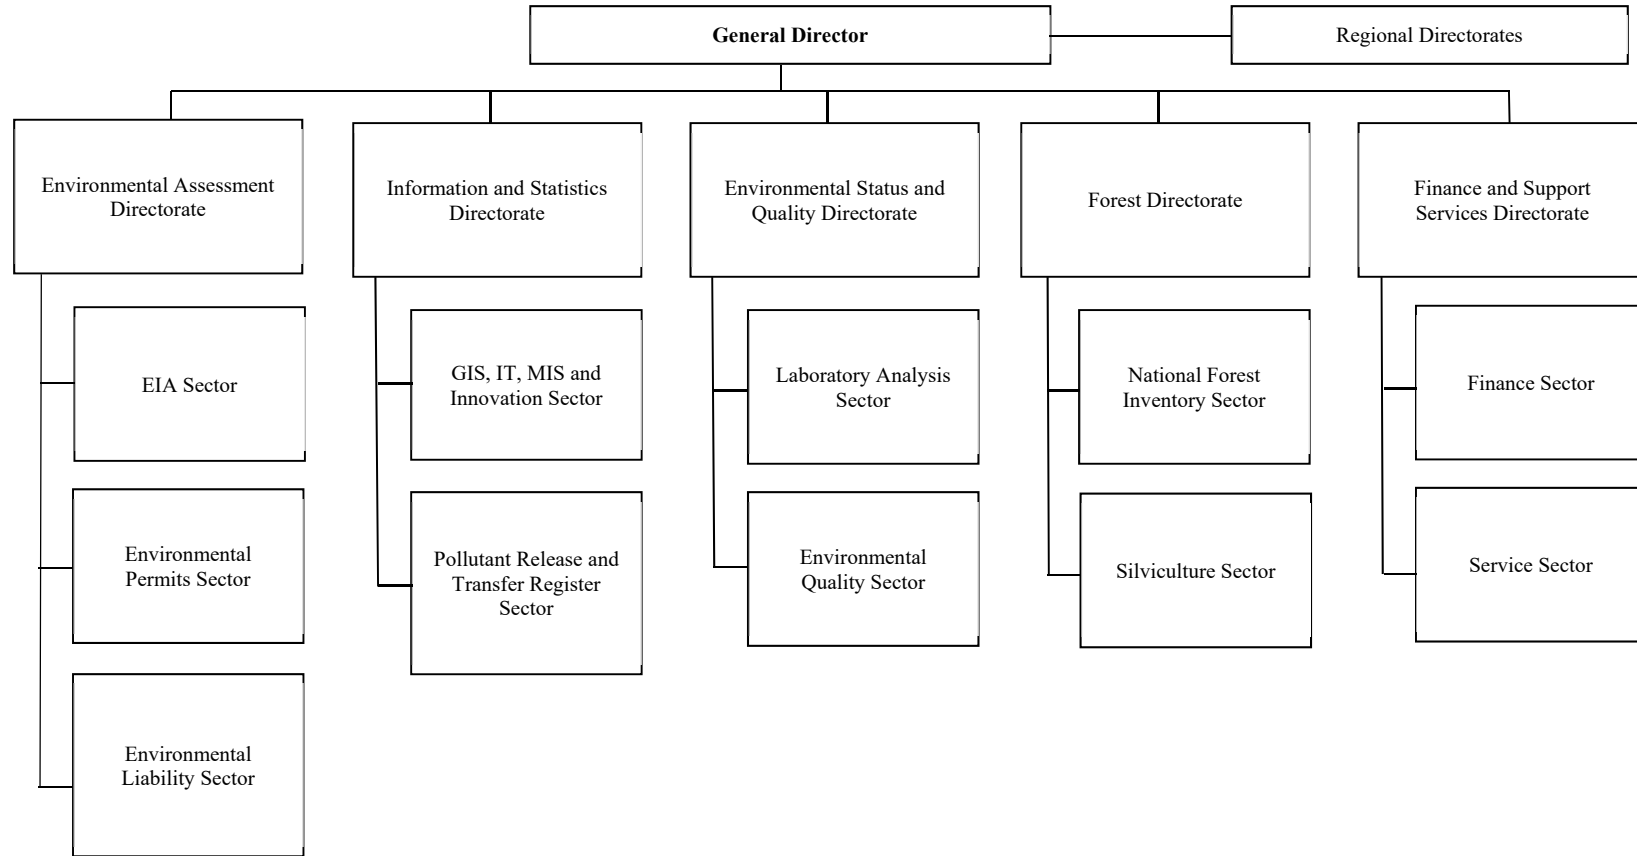 General Director
Regional Directorates
Environmental Assessment
Directorate
Information and Statistics
Directorate
Environmental Status and
Quality Directorate
Forest Directorate
Finance and Support
Services Directorate
EIA Sector
GIS, IT, MIS and
Innovation Sector
Laboratory Analysis
Sector
National Forest
Inventory Sector
Finance Sector
Environmental
Permits Sector
Pollutant Release and
Transfer Register
Sector
Environmental
Quality Sector
Silviculture Sector
Service Sector
Environmental
Liability Sector